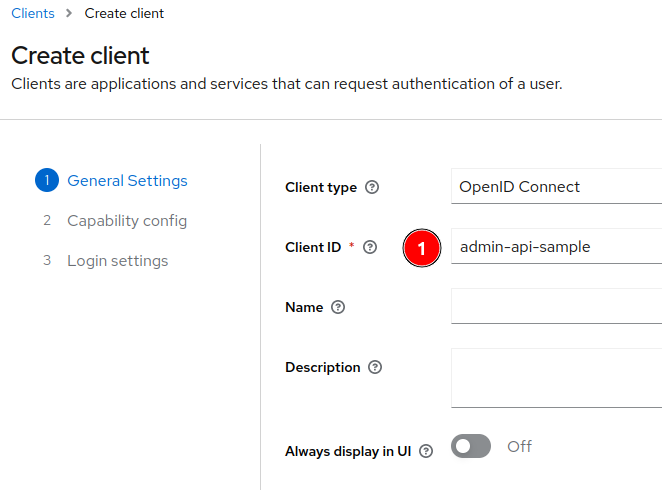 Clients > Create client
Create client
Clients are applications and services that can request authentication of a user.
1 General Settings
2 Capability config
3 Login settings
Client type ?
OpenID Connect
Client ID * ?
1
admin-api-sample
Name ?
Description ?
Always display in UI ?
Off